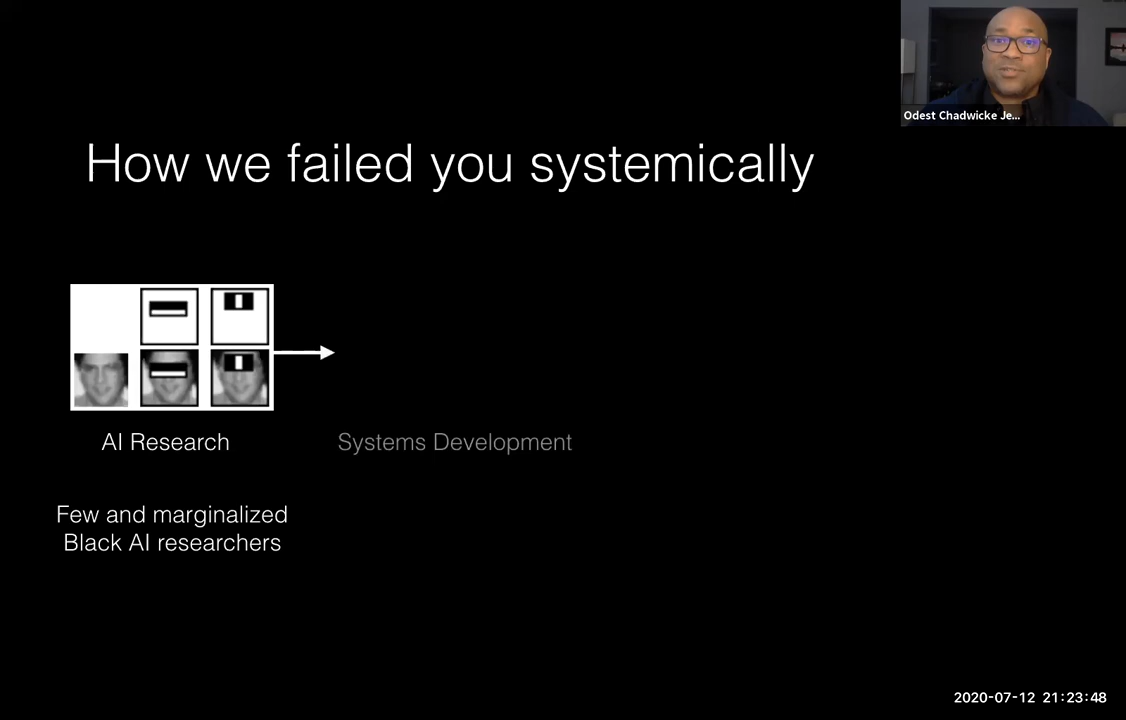 Odest Chadwicke Je...
How we failed you systemically
AI Research
Systems Development
Few and marginalized
Black AI researchers
2020-07-12 21:23:48